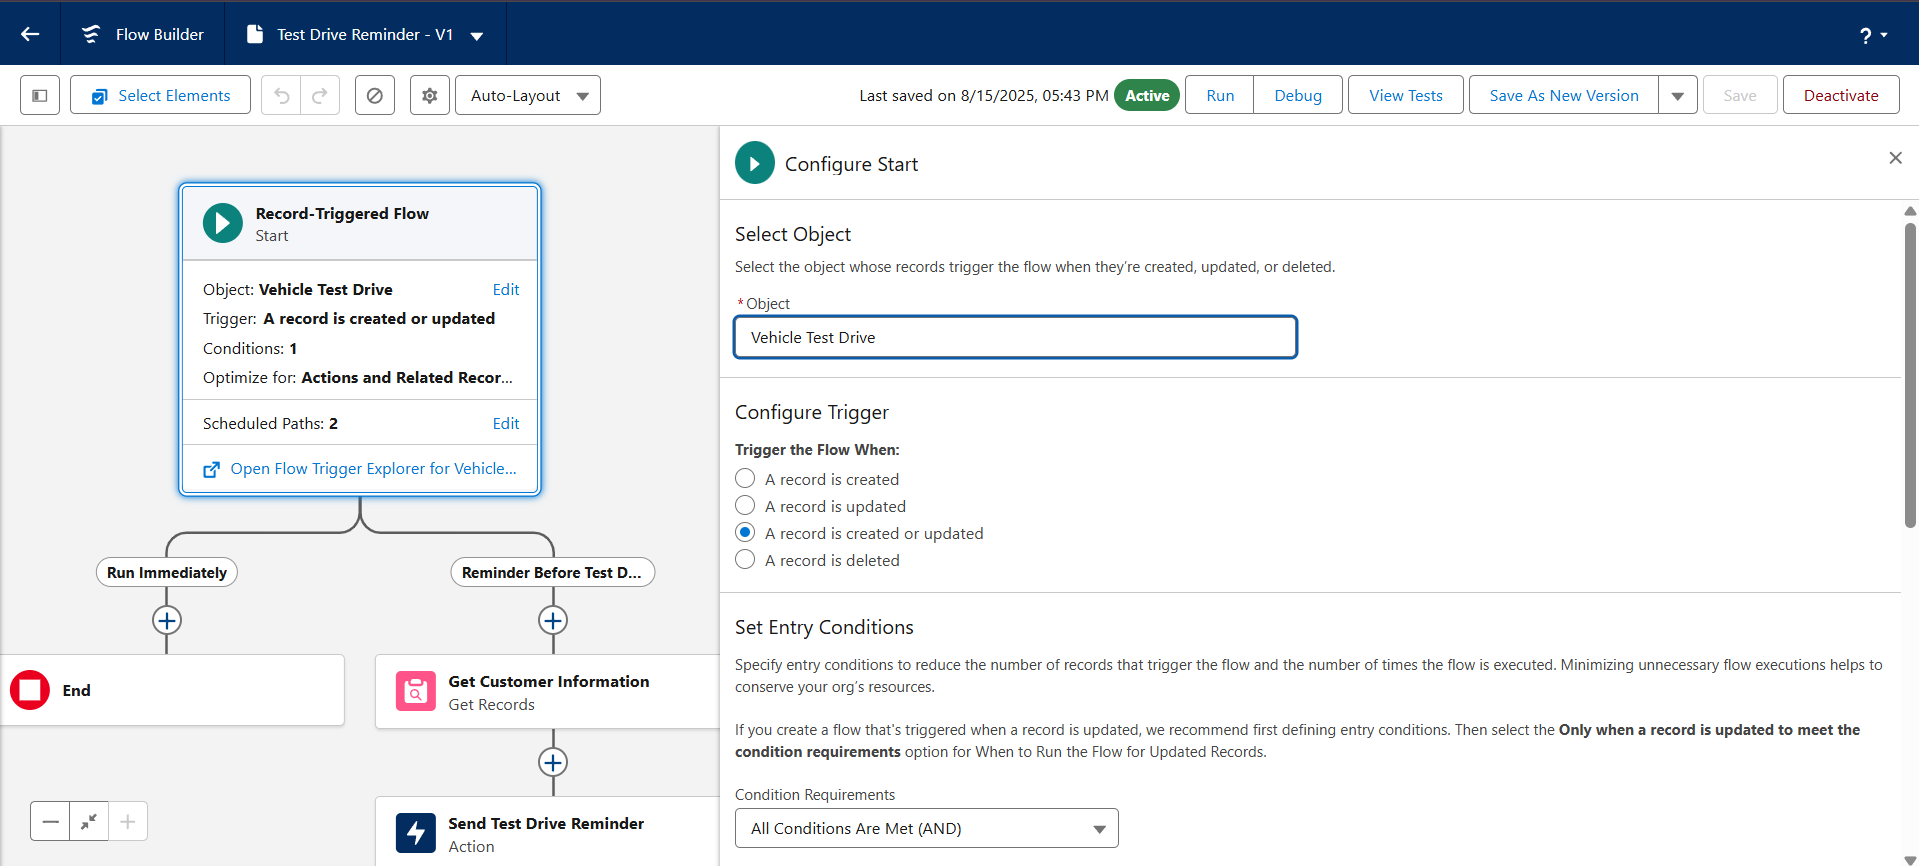 Flow Builder
Test Drive Reminder - V1
?
Select Elements
Auto-Layout
Last saved on 8/15/2025, 05:43 PM
Active
Run
Debug
View Tests
Save As New Version
Save
Deactivate
Record-Triggered Flow
Start
Object: Vehicle Test Drive
Edit
Trigger: A record is created or updated
Conditions: 1
Optimize for: Actions and Related Recor...
Scheduled Paths: 2
Edit
Open Flow Trigger Explorer for Vehicle...
Run Immediately
Reminder Before Test D...
End
Get Customer Information
Get Records
Send Test Drive Reminder
Action
Configure Start
Select Object
Select the object whose records trigger the flow when they're created, updated, or deleted.
*Object
Vehicle Test Drive
Configure Trigger
Trigger the Flow When:
A record is created
A record is updated
A record is created or updated
A record is deleted
Set Entry Conditions
Specify entry conditions to reduce the number of records that trigger the flow and the number of times the flow is executed. Minimizing unnecessary flow executions helps to
conserve your org's resources.
If you create a flow that's triggered when a record is updated, we recommend first defining entry conditions. Then select the Only when a record is updated to meet the
condition requirements option for When to Run the Flow for Updated Records.
Condition Requirements
All Conditions Are Met (AND)